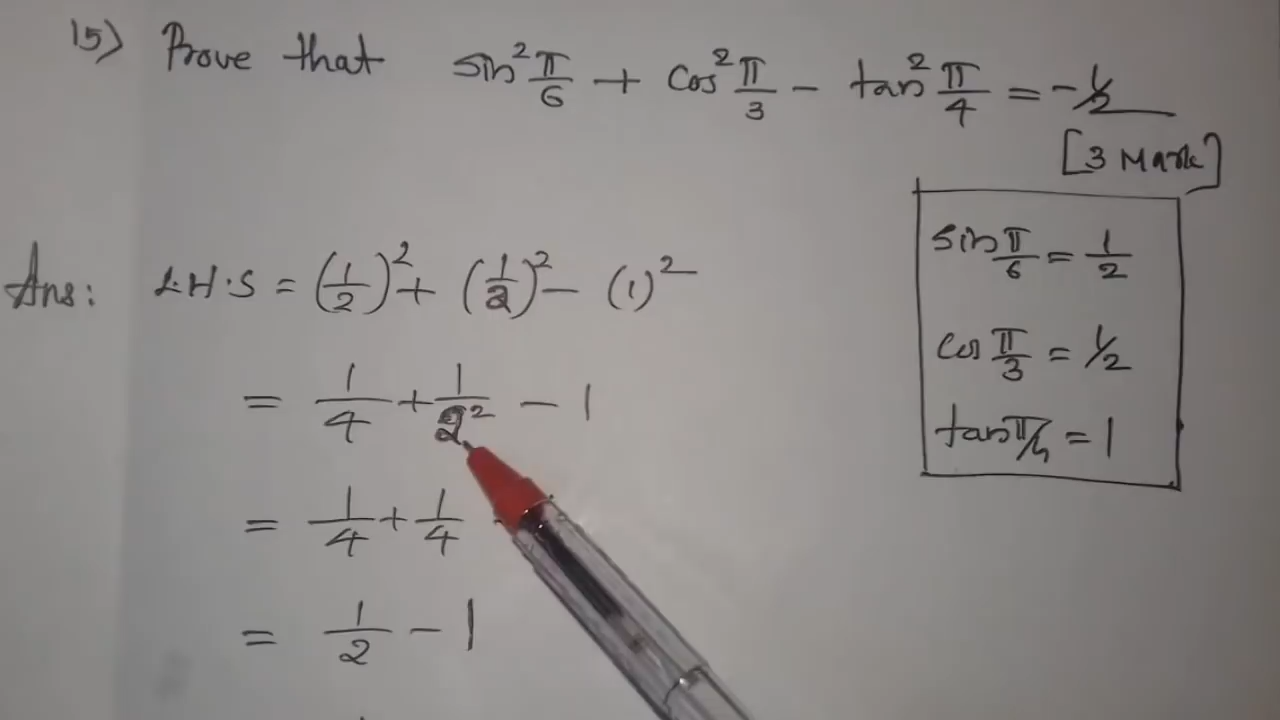 15) Prove that sin²π/6 + cos²π/3 - tan²π/4 = -1/2
[3 Mark]
Ans: L.H.S = (1/2)² + (1/2)² - (1)²
= 1/4 + 1/2² - 1
= 1/4 + 1/4 -
= 1/2 - 1
sin π/6 = 1/2
cos π/3 = 1/2
tan π/4 = 1